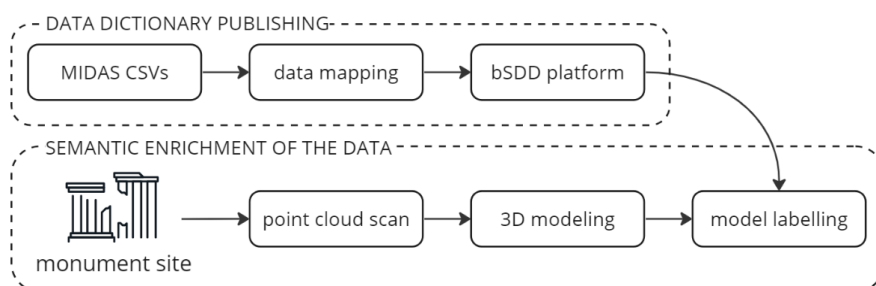 DATA DICTIONARY PUBLISHING
MIDAS CSVs
data mapping
bSDD platform
SEMANTIC ENRICHMENT OF THE DATA
point cloud scan
3D modeling
model labelling
monument site